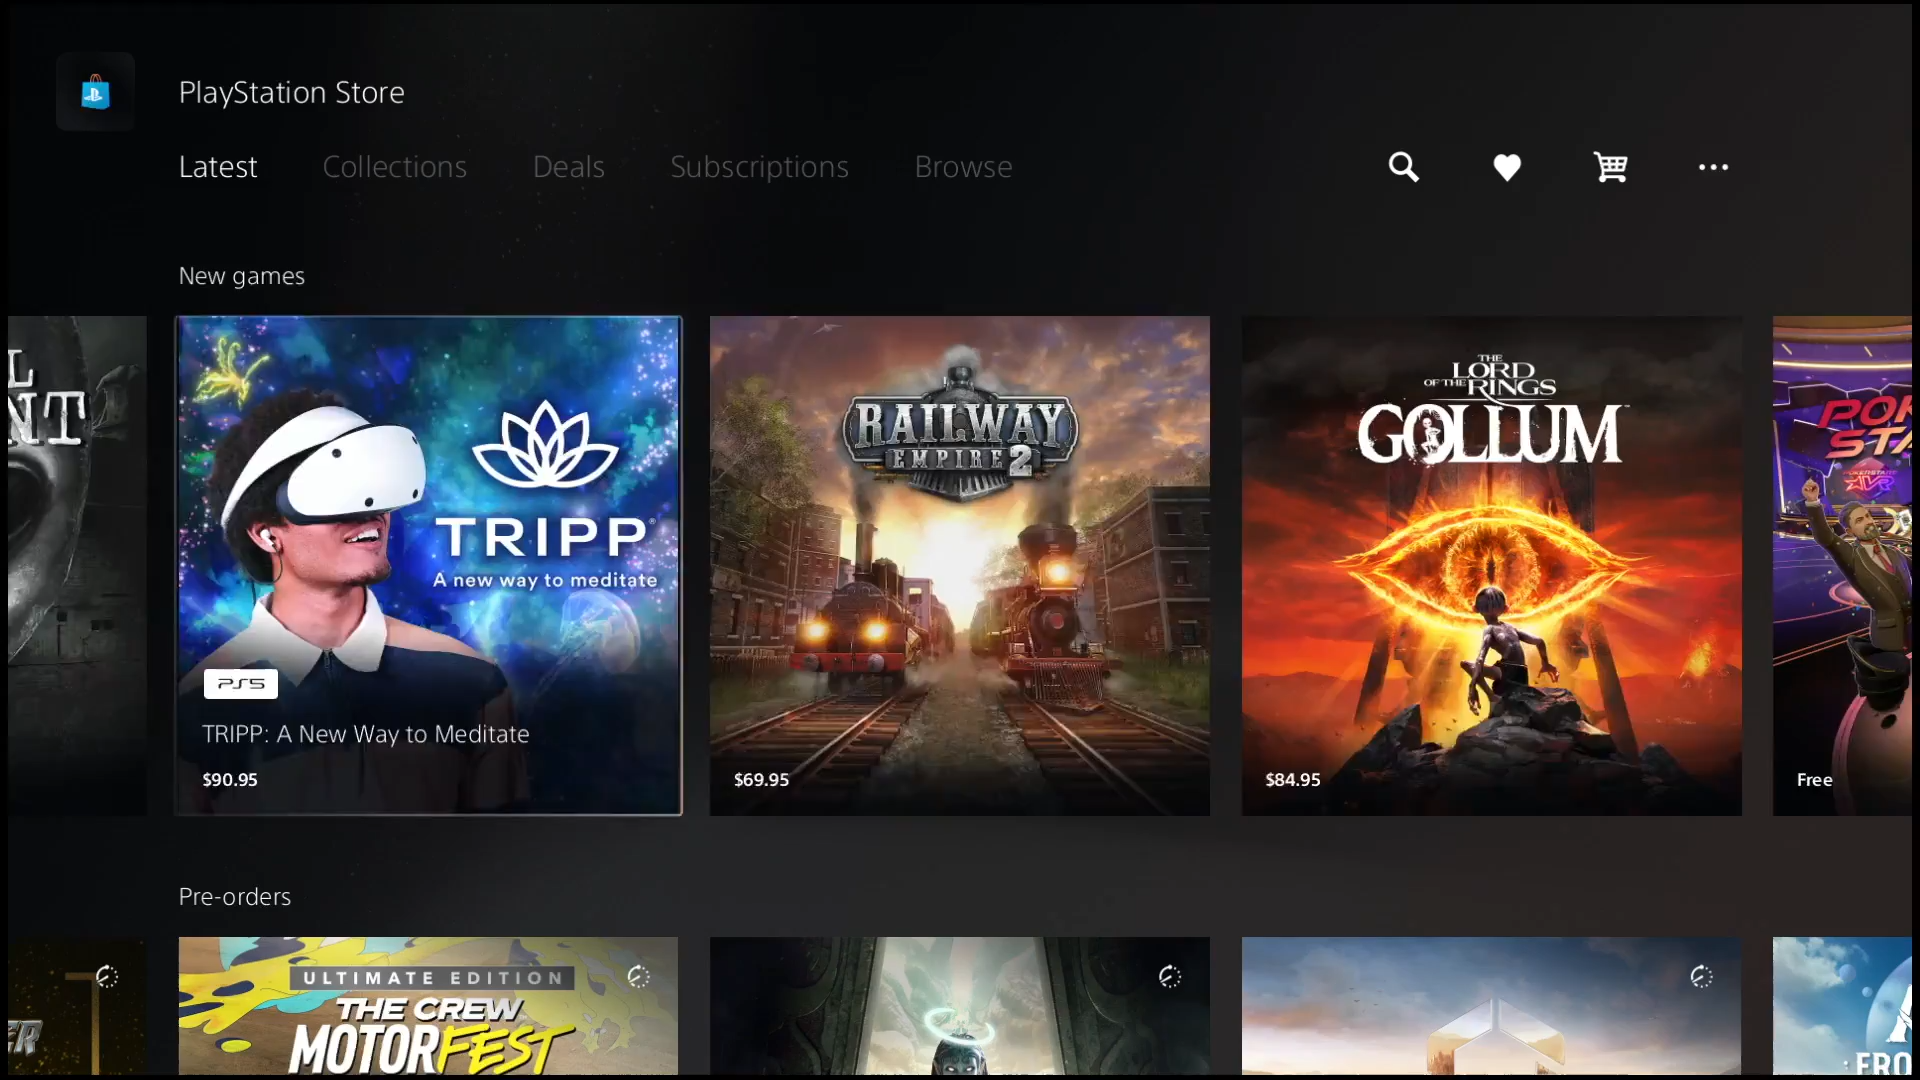 PlayStation Store
Latest
Collections
Deals
Subscriptions
Browse
New games
NT
TRIPP®
A new way to meditate
PS5
TRIPP: A New Way to Meditate
$90.95
RAILWAY
EMPIRE 2
$69.95
THE
LORD
OF THE RINGS
GOLLUM™
$84.95
Free
Pre-orders
ULTIMATE EDITION
THE CREW
MOTORFEST